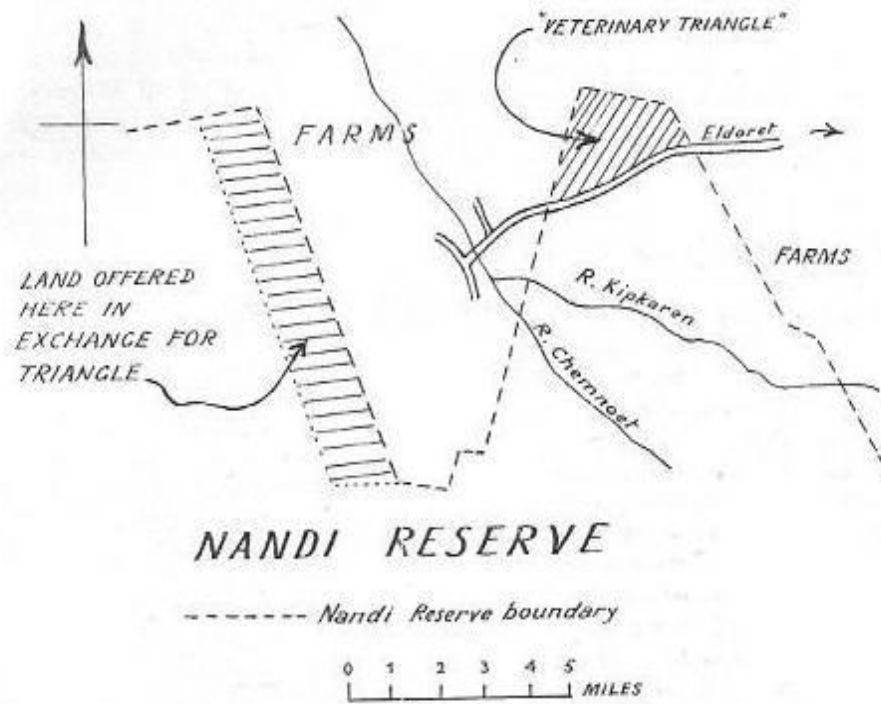 "VETERINARY TRIANGLE"
FARMS
Eldoret
LAND OFFERED
HERE IN
EXCHANGE FOR
TRIANGLE
FARMS
R. Kipkaren
R. Chemnoet
NANDI RESERVE
Nandi Reserve boundary
0 1 2 3 4 5
MILES